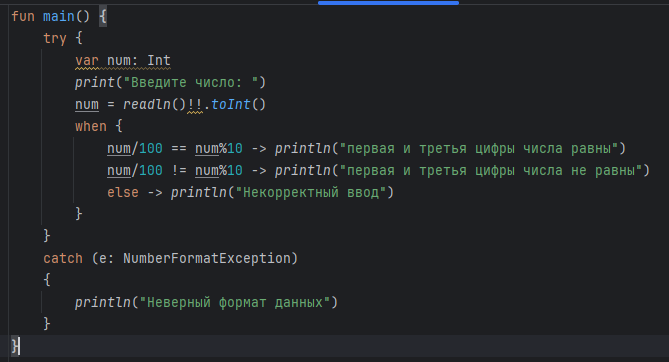 fun main() {
    try {
        var num: Int
        print("Введите число: ")
        num = readln()!!.toInt()
        when {
            num/100 == num%10 -> println("первая и третья цифры числа равны")
            num/100 != num%10 -> println("первая и третья цифры числа не равны")
            else -> println("Некорректный ввод")
        }
    }
    catch (e: NumberFormatException)
    {
        println("Неверный формат данных")
    }
}